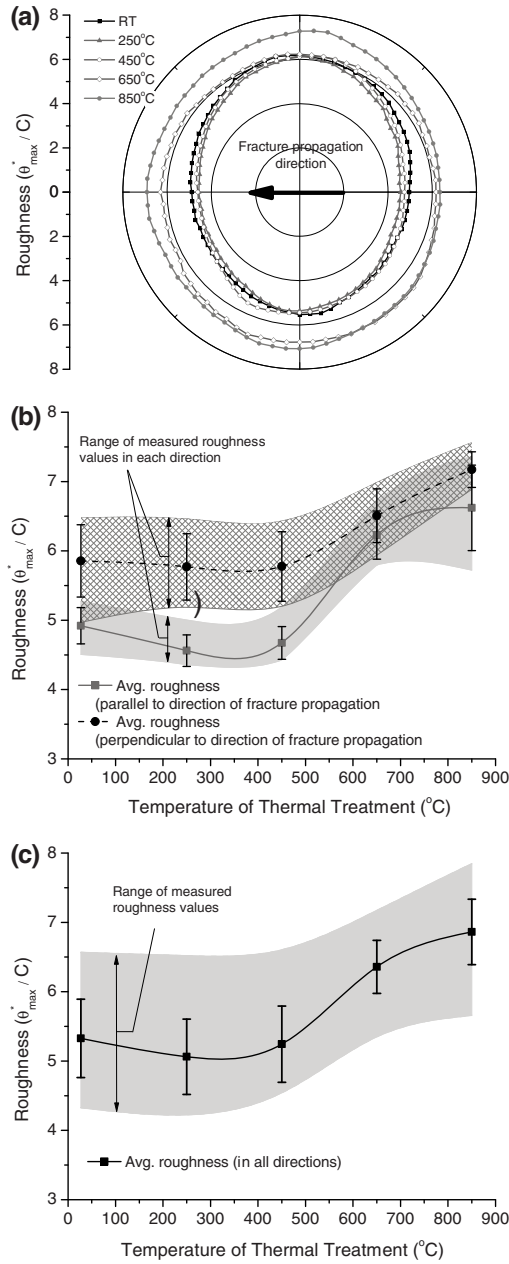 (a)
RT
250°C
450°C
650°C
850°C
8
6
4
2
0
2
4
6
8
Roughness (θ*max / C)
Fracture propagation
direction
(b)
8
7
6
5
4
3
Roughness (θ*max / C)
Range of measured roughness
values in each direction
)
Avg. roughness
(parallel to direction of fracture propagation
Avg. roughness
(perpendicular to direction of fracture propagation
0 100 200 300 400 500 600 700 800 900
Temperature of Thermal Treatment (°C)
(c)
8
7
6
5
4
3
Roughness (θ*max / C)
Range of measured
roughness values
Avg. roughness (in all directions)
0 100 200 300 400 500 600 700 800 900
Temperature of Thermal Treatment (°C)